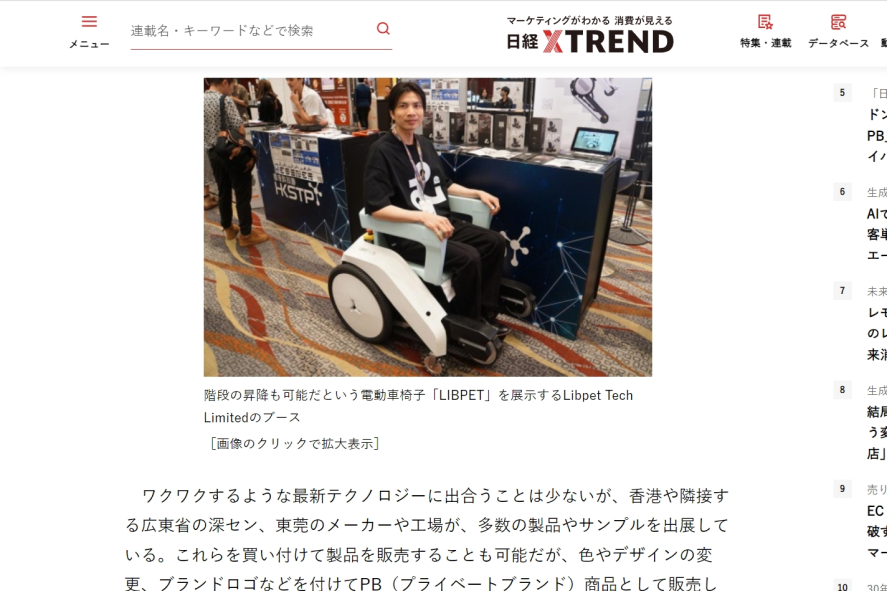 メニュー
連載名・キーワードなどで検索
マーケティングがわかる 消費が見える
日経 XTREND
特集・連載
データベース
HKSTP
階段の昇降も可能だという電動車椅子「LIBPET」を展示するLibpet Tech
Limitedのブース
［画像のクリックで拡大表示］
ワクワクするような最新テクノロジーに出合うことは少ないが、香港や隣接す
る広東省の深セン、東莞のメーカーや工場が、多数の製品やサンプルを出展して
いる。これらを買い付けて製品を販売することも可能だが、色やデザインの変
更、ブランドロゴなどを付けてPB（プライベートブランド）商品として販売し
5
「日
ドン
PB
イバ
6
生成
AIで
客単
エー
7
未来
レモ
のレ
来消
8
生成
結局
う変
店」
9
売り
EC
破す
マー
10
30年